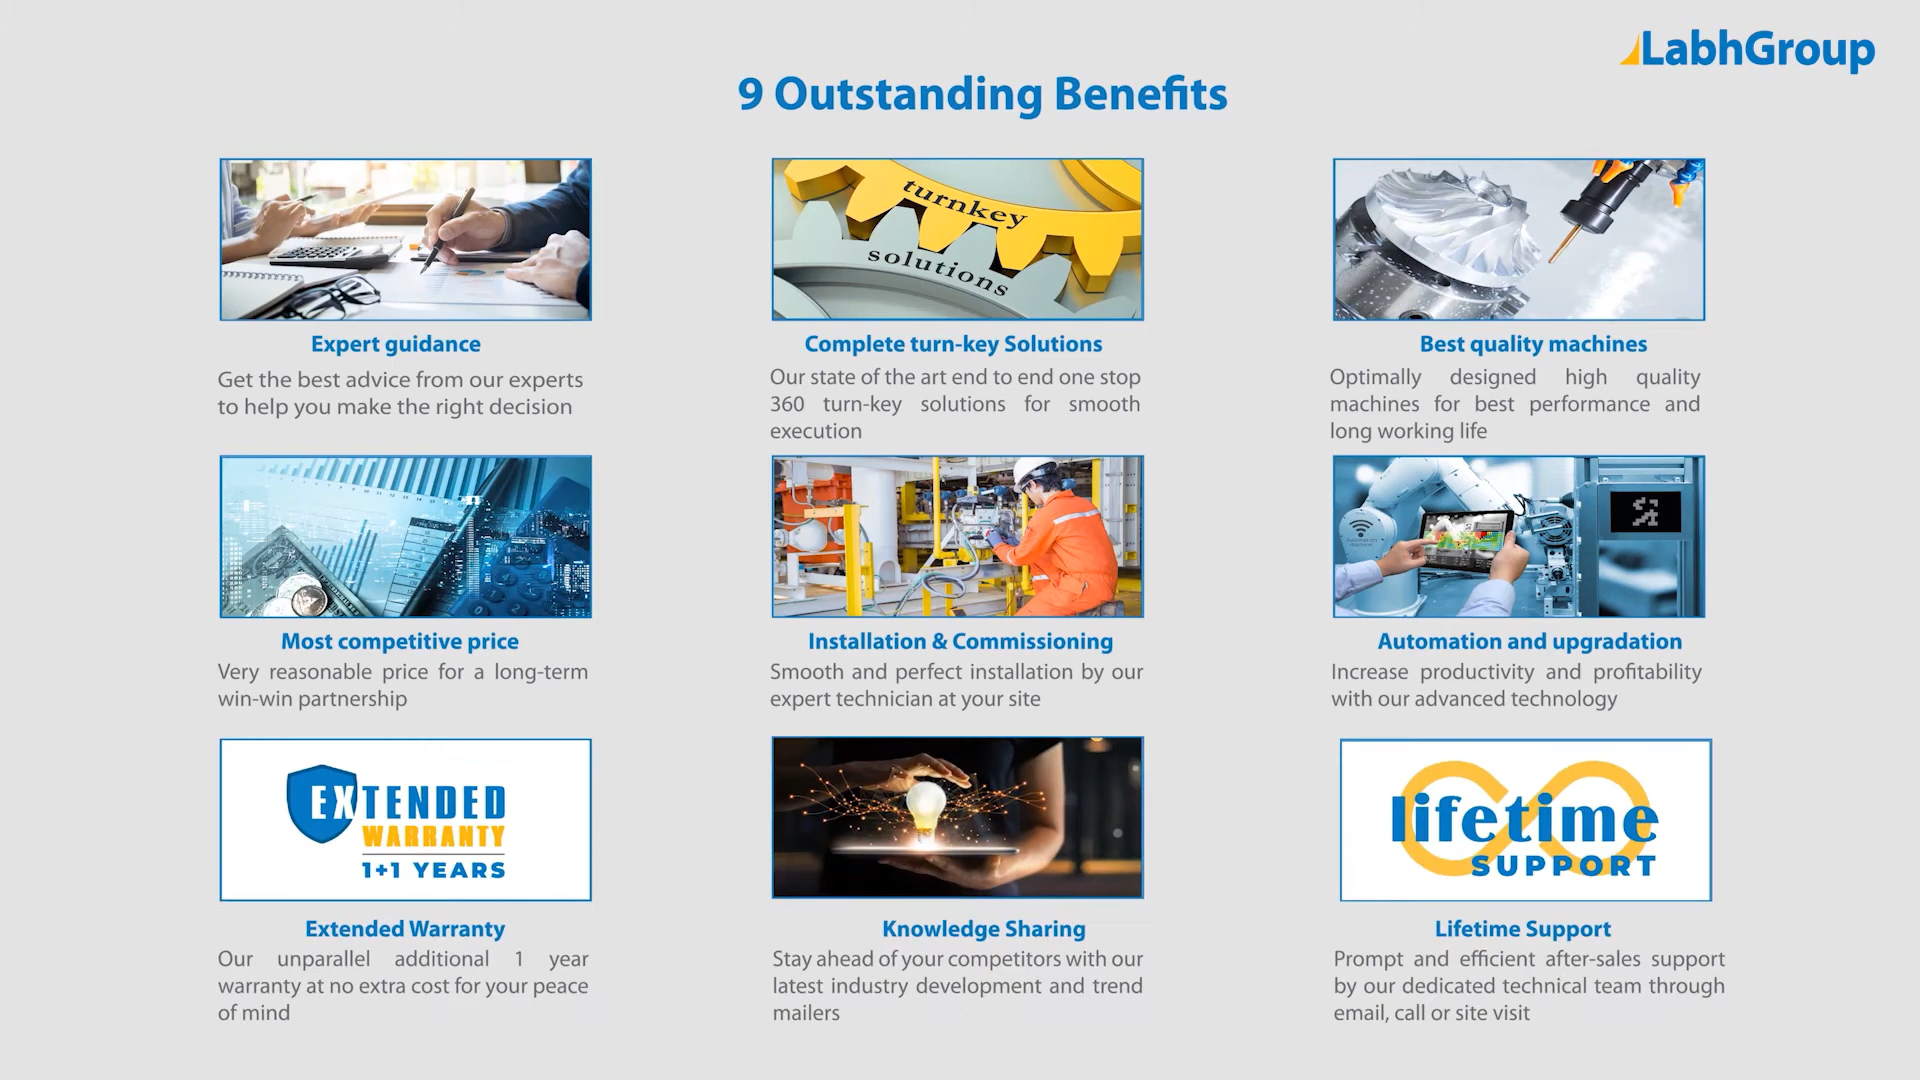 LabhGroup
9 Outstanding Benefits
turnkey
solutions
Expert guidance
Get the best advice from our experts
to help you make the right decision
Complete turn-key Solutions
Our state of the art end to end one stop
360 turn-key solutions for smooth
execution
Best quality machines
Optimally designed high quality
machines for best performance and
long working life
Most competitive price
Very reasonable price for a long-term
win-win partnership
Installation & Commissioning
Smooth and perfect installation by our
expert technician at your site
Automation and upgradation
Increase productivity and profitability
with our advanced technology
EXTENDED
WARRANTY
1+1 YEARS
Extended Warranty
Our unparallel additional 1 year
warranty at no extra cost for your peace
of mind
Knowledge Sharing
Stay ahead of your competitors with our
latest industry development and trend
mailers
lifetime
SUPPORT
Lifetime Support
Prompt and efficient after-sales support
by our dedicated technical team through
email, call or site visit